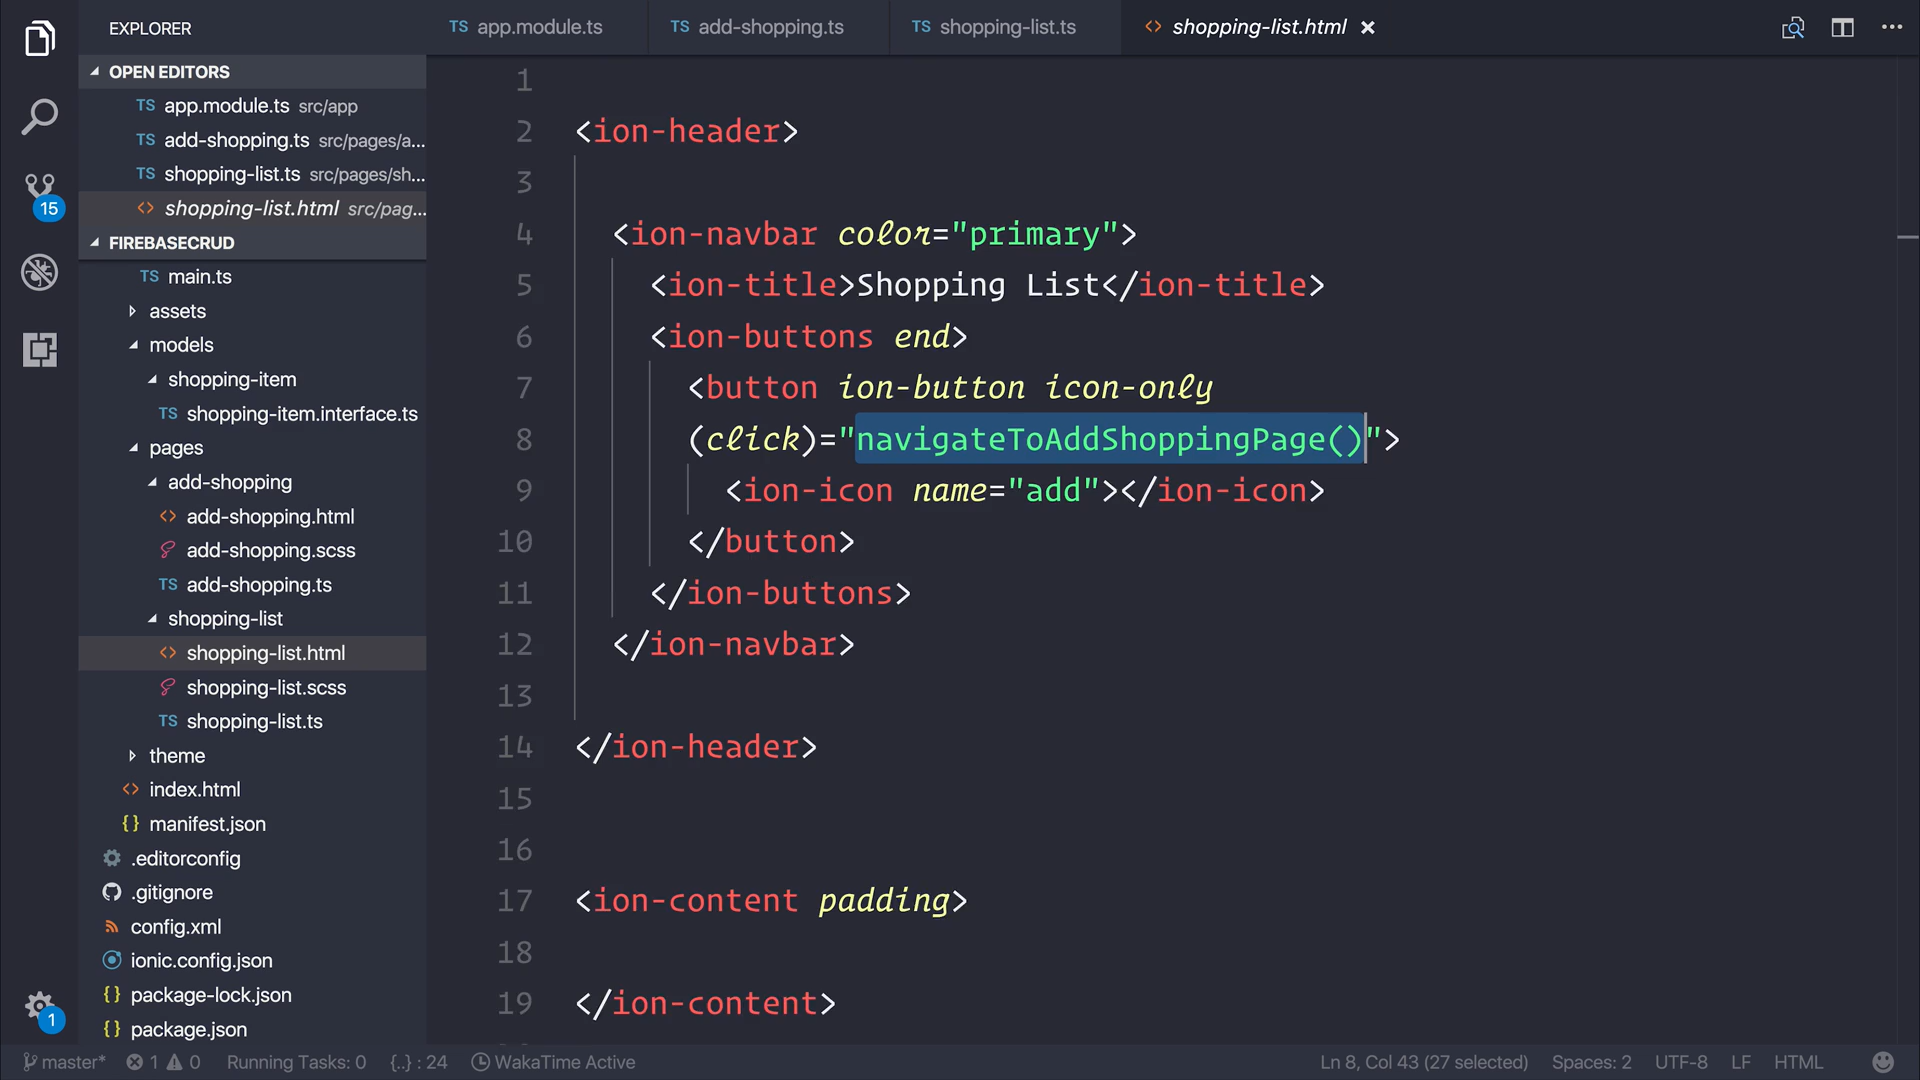 EXPLORER
OPEN EDITORS
TS app.module.ts src/app
TS add-shopping.ts src/pages/a...
TS shopping-list.ts src/pages/sh...
<> shopping-list.html src/pag...
FIREBASECRUD
TS main.ts
assets
models
shopping-item
TS shopping-item.interface.ts
pages
add-shopping
<> add-shopping.html
add-shopping.scss
TS add-shopping.ts
shopping-list
<> shopping-list.html
shopping-list.scss
TS shopping-list.ts
theme
<> index.html
{} manifest.json
.editorconfig
.gitignore
config.xml
ionic.config.json
{} package-lock.json
{} package.json
15
1
TS app.module.ts
TS add-shopping.ts
TS shopping-list.ts
<> shopping-list.html ×
1
2 <ion-header>
3
4 <ion-navbar color="primary">
5 <ion-title>Shopping List</ion-title>
6 <ion-buttons end>
7 <button ion-button icon-only
8 (click)="navigateToAddShoppingPage()">
9 <ion-icon name="add"></ion-icon>
10 </button>
11 </ion-buttons>
12 </ion-navbar>
13
14 </ion-header>
15
16
17 <ion-content padding>
18
19 </ion-content>
master* 1 0 Running Tasks: 0 {..} : 24 WakaTime Active Ln 8, Col 43 (27 selected) Spaces: 2 UTF-8 LF HTML